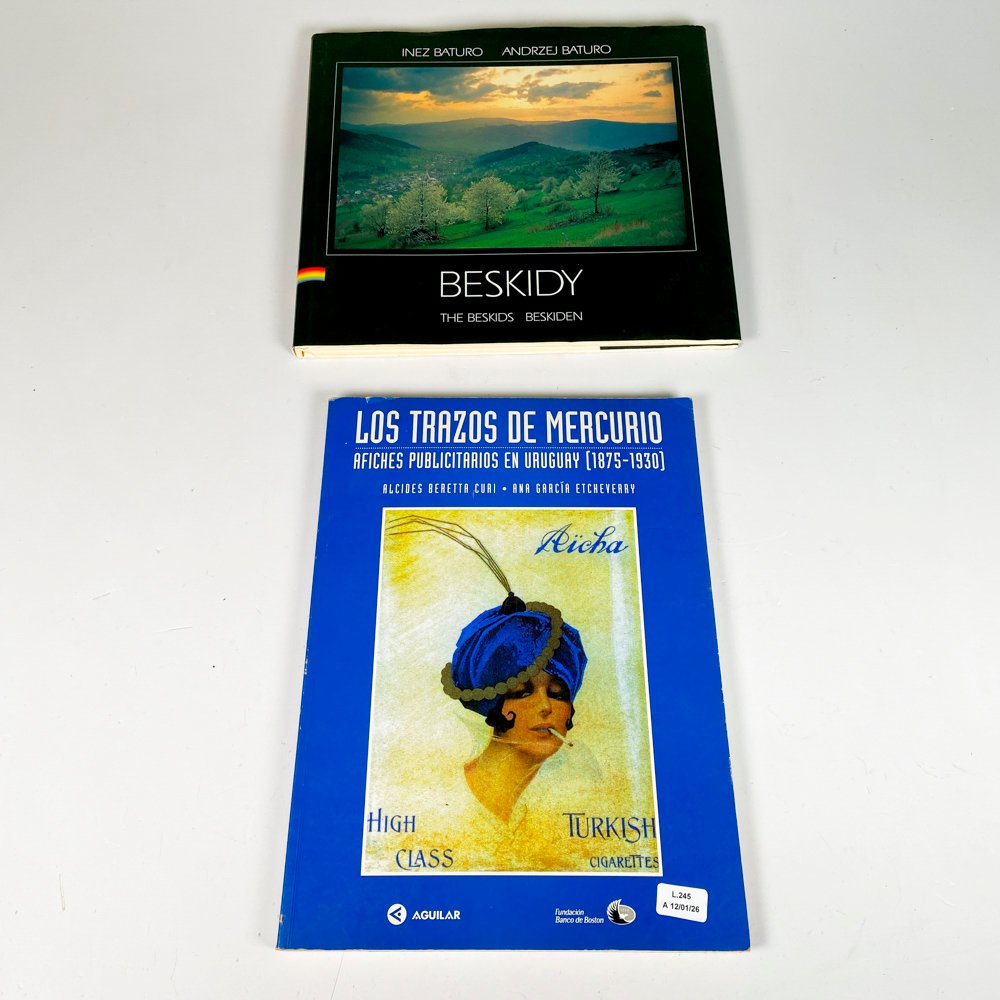 INEZ BATURO ANDRZEJ BATURO
BESKIDY
THE BESKIDS BESKIDEN
LOS TRAZOS DE MERCURIO
AFICHES PUBLICITARIOS EN URUGUAY (1875-1930)
ALCIDES BERETTA CURI • ANA GARCÍA ETCHEVERRY
Aïcha
HIGH CLASS
TURKISH CIGARETTES
AGUILAR
Fundación
Banco de Boston
L.245
A 12/01/26